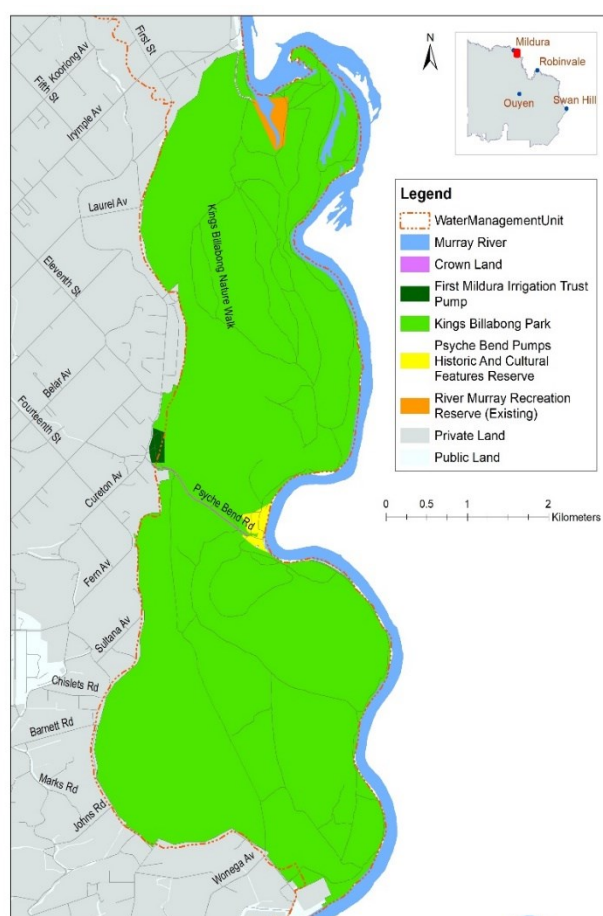 Koorlong Av
First St
Fifth St
Irymple Av
Laurel Av
Eleventh St
Belar Av
Fourteenth St
Cureton Av
Fern Av
Sultana Av
Chislets Rd
Barnett Rd
Marks Rd
Johns Rd
Wonega Av
Kings Billabong Nature Walk
Psyche Bend Rd
N
Mildura
Robinvale
Ouyen
Swan Hill
Legend
WaterManagementUnit
Murray River
Crown Land
First Mildura Irrigation Trust
Pump
Kings Billabong Park
Psyche Bend Pumps
Historic And Cultural
Features Reserve
River Murray Recreation
Reserve (Existing)
Private Land
Public Land
0 0.5 1 2
Kilometers